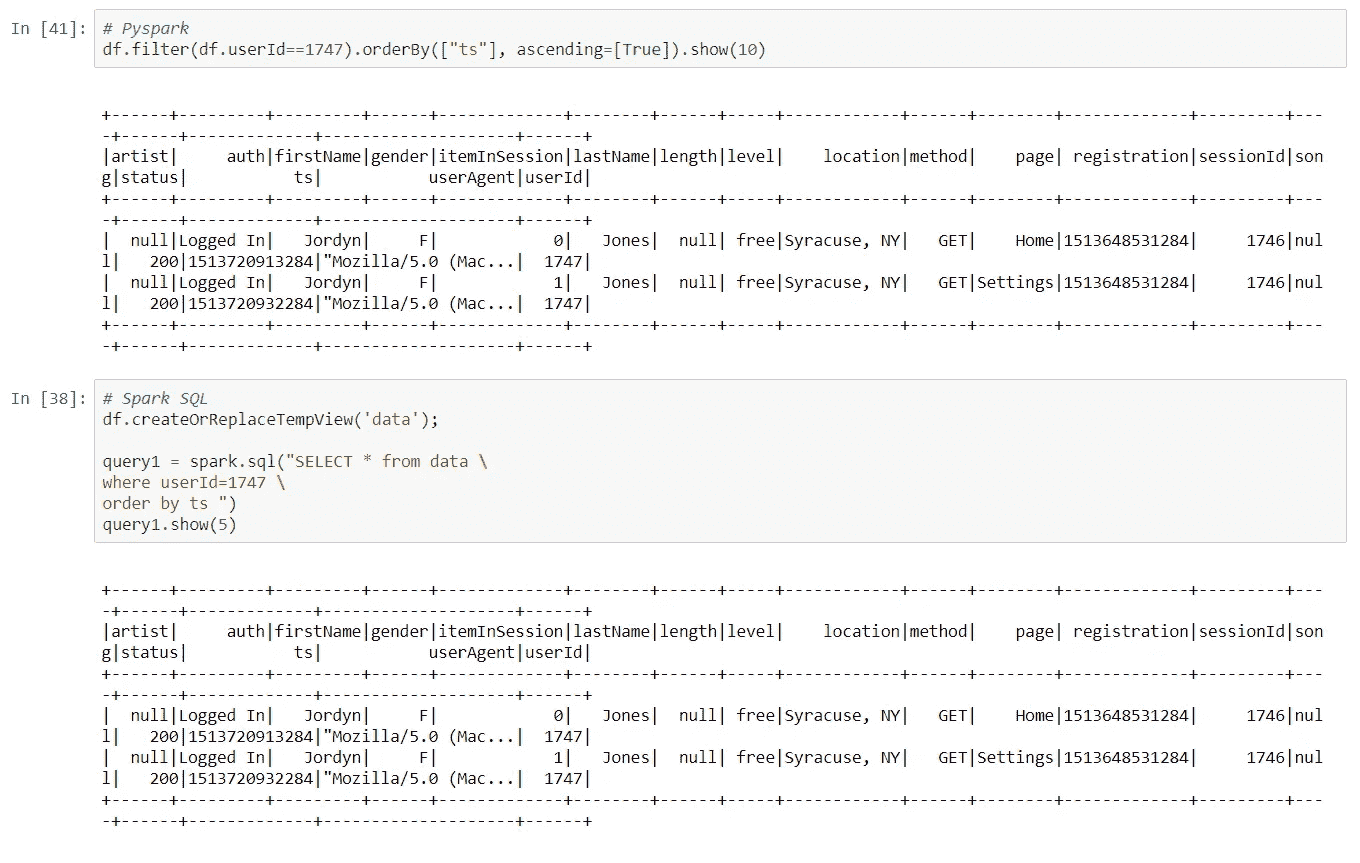 In [41]: # Pyspark
df.filter(df.userId==1747).orderBy(["ts"], ascending=[True]).show(10)
+------+---------+---------+------+-------------+--------+------+-----+------------+------+--------+-------------+---------+---
-+------+-------------+--------------------+------+
|artist|     auth|firstName|gender|itemInSession|lastName|length|level|    location|method|    page| registration|sessionId|son
g|status|           ts|           userAgent|userId|
+------+---------+---------+------+-------------+--------+------+-----+------------+------+--------+-------------+---------+---
-+------+-------------+--------------------+------+
|  null|Logged In|   Jordyn|     F|            0|   Jones|  null| free|Syracuse, NY|   GET|    Home|1513648531284|     1746|nul
l|   200|1513720913284|"Mozilla/5.0 (Mac...|  1747|
|  null|Logged In|   Jordyn|     F|            1|   Jones|  null| free|Syracuse, NY|   GET|Settings|1513648531284|     1746|nul
l|   200|1513720932284|"Mozilla/5.0 (Mac...|  1747|
+------+---------+---------+------+-------------+--------+------+-----+------------+------+--------+-------------+---------+---
-+------+-------------+--------------------+------+
In [38]: # Spark SQL
df.createOrReplaceTempView('data');
query1 = spark.sql("SELECT * from data \
where userId=1747 \
order by ts ")
query1.show(5)
+------+---------+---------+------+-------------+--------+------+-----+------------+------+--------+-------------+---------+---
-+------+-------------+--------------------+------+
|artist|     auth|firstName|gender|itemInSession|lastName|length|level|    location|method|    page| registration|sessionId|son
g|status|           ts|           userAgent|userId|
+------+---------+---------+------+-------------+--------+------+-----+------------+------+--------+-------------+---------+---
-+------+-------------+--------------------+------+
|  null|Logged In|   Jordyn|     F|            0|   Jones|  null| free|Syracuse, NY|   GET|    Home|1513648531284|     1746|nul
l|   200|1513720913284|"Mozilla/5.0 (Mac...|  1747|
|  null|Logged In|   Jordyn|     F|            1|   Jones|  null| free|Syracuse, NY|   GET|Settings|1513648531284|     1746|nul
l|   200|1513720932284|"Mozilla/5.0 (Mac...|  1747|
+------+---------+---------+------+-------------+--------+------+-----+------------+------+--------+-------------+---------+---
-+------+-------------+--------------------+------+